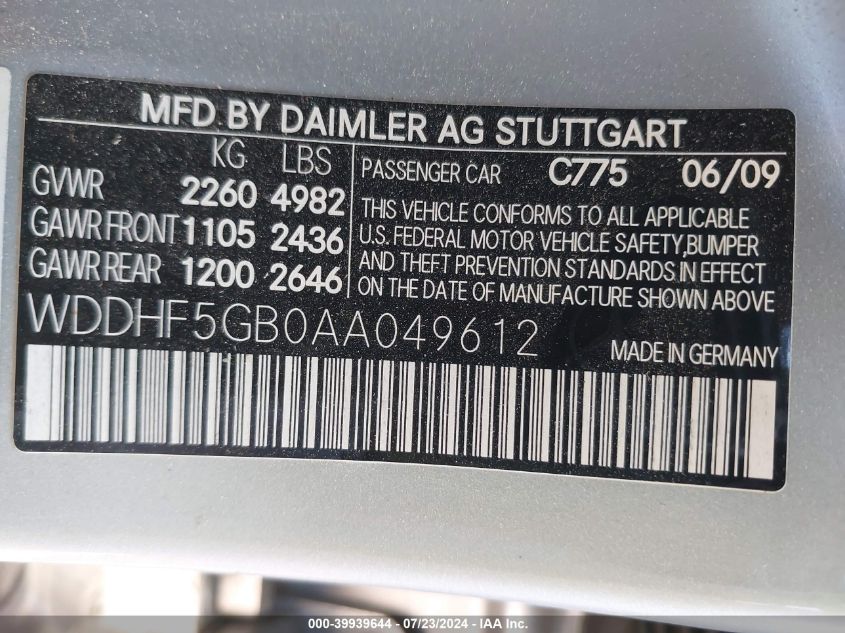 MFD BY DAIMLER AG STUTTGART
KG LBS
GVWR 2260 4982
GAWR FRONT 1105 2436
GAWR REAR 1200 2646
PASSENGER CAR C775 06/09
THIS VEHICLE CONFORMS TO ALL APPLICABLE
U.S. FEDERAL MOTOR VEHICLE SAFETY,BUMPER
AND THEFT PREVENTION STANDARDS IN EFFECT
ON THE DATE OF MANUFACTURE SHOWN ABOVE
WDDHF5GB0AA049612
MADE IN GERMANY
000-39939644 - 07/23/2024 - IAA Inc.